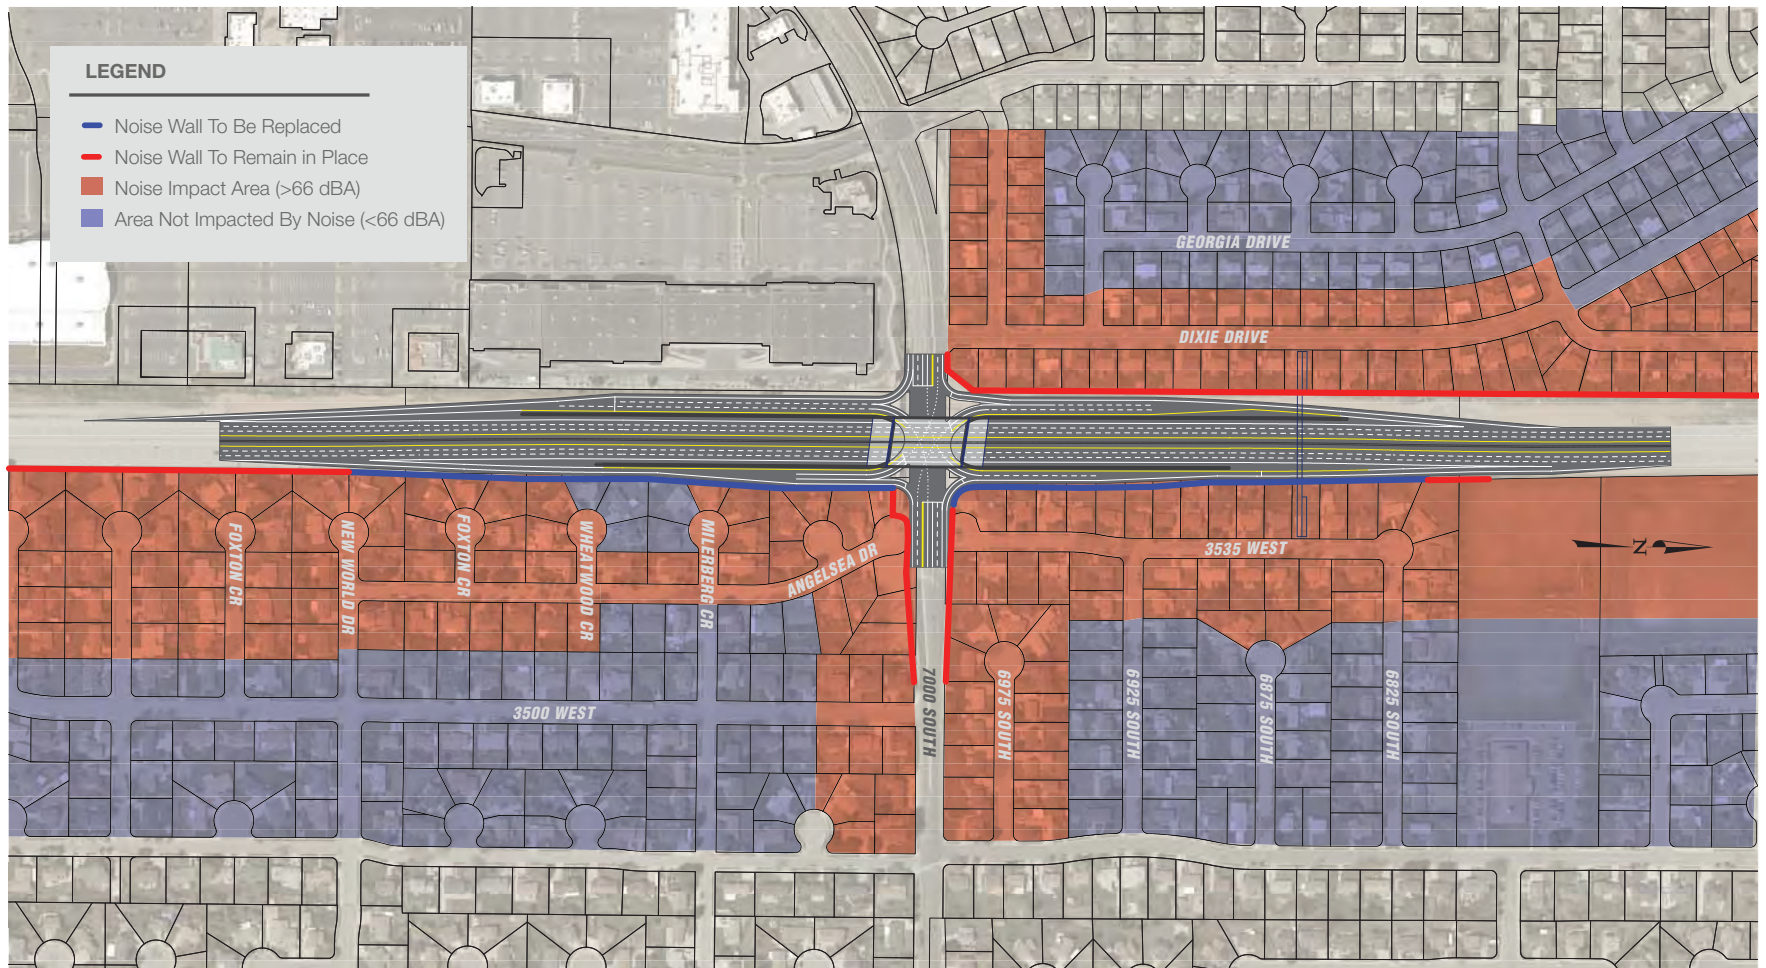 LEGEND
Noise Wall To Be Replaced
Noise Wall To Remain in Place
Noise Impact Area (>66 dBA)
Area Not Impacted By Noise (<66 dBA)
GEORGIA DRIVE
DIXIE DRIVE
FOXTON CR
NEW WORLD DR
FOXTON CR
WHEATWOOD CR
MILERBERG CR
ANGELSEA DR
3535 WEST
N
3500 WEST
7000 SOUTH
6975 SOUTH
6925 SOUTH
6875 SOUTH
6825 SOUTH